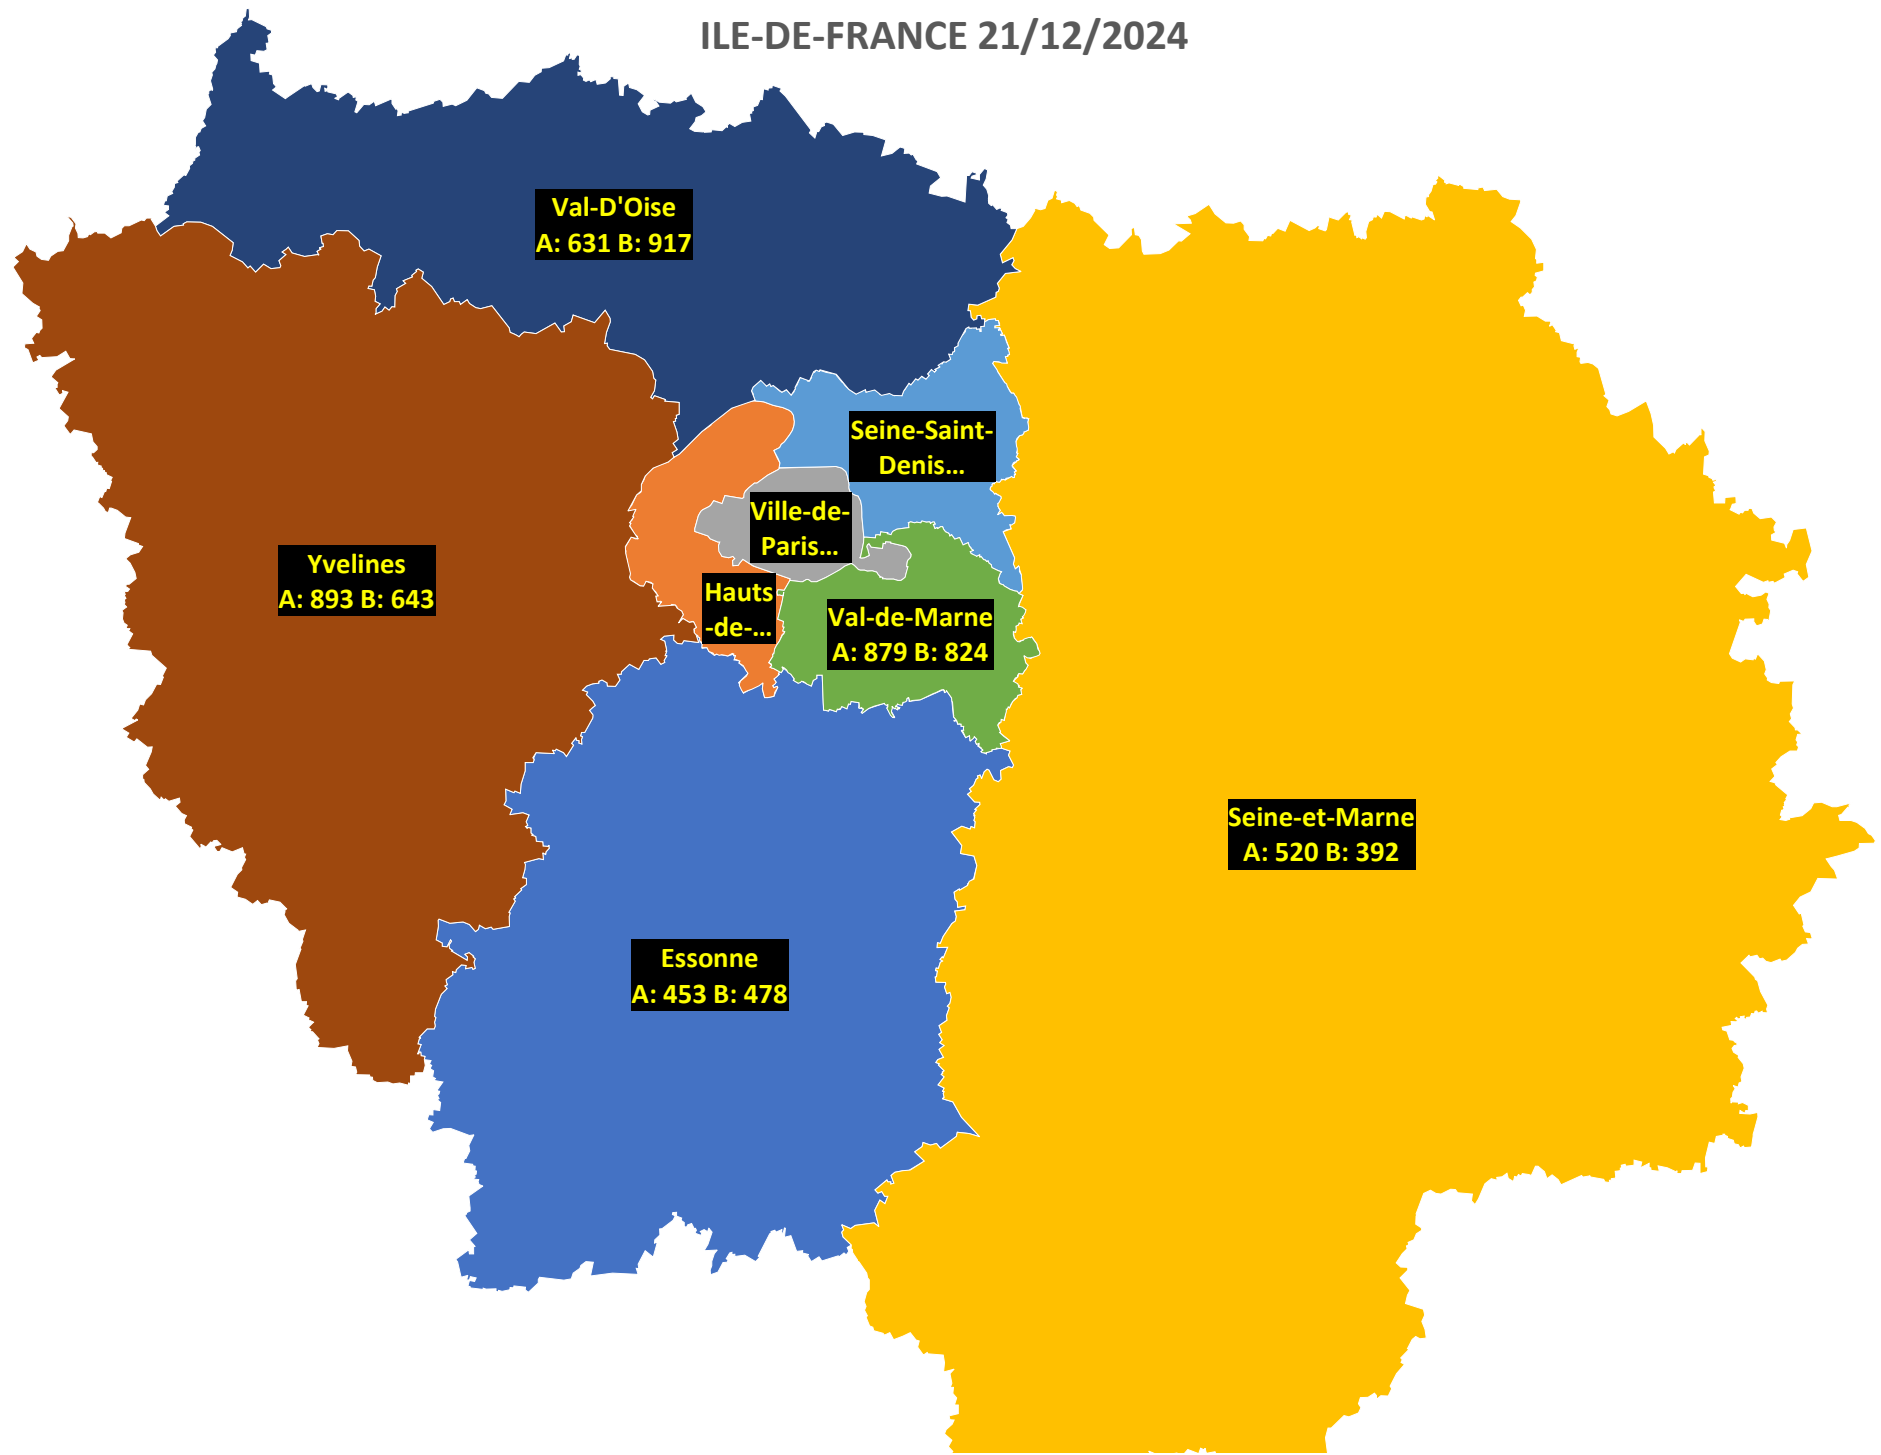 ILE-DE-FRANCE 21/12/2024
Val-D'Oise
A: 631 B: 917
Seine-Saint-
Denis...
Ville-de-
Paris...
Yvelines
A: 893 B: 643
Hauts
-de-...
Val-de-Marne
A: 879 B: 824
Seine-et-Marne
A: 520 B: 392
Essonne
A: 453 B: 478